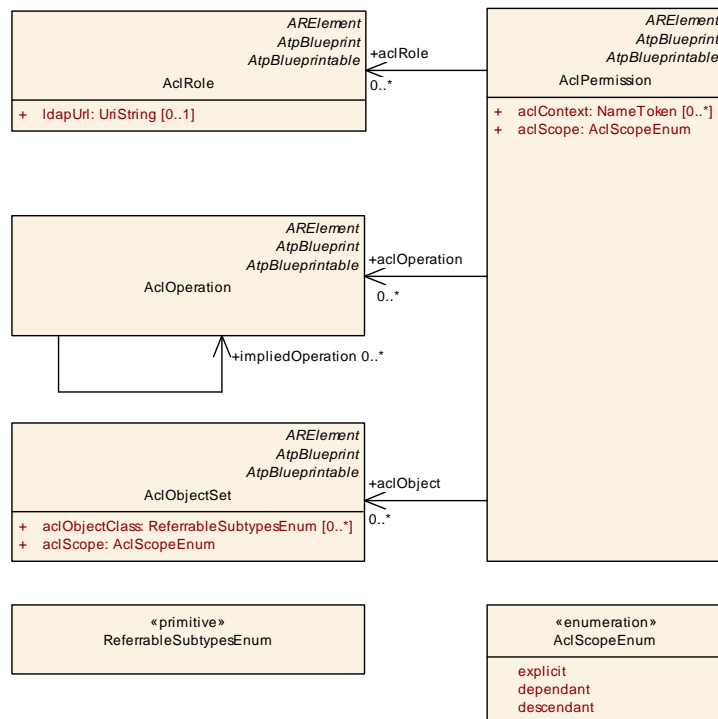 ARElement
AtpBlueprint
AtpBlueprintable
AclRole
+ ldapUrl: UriString [0..1]
+aclRole
0..*
ARElement
AtpBlueprint
AtpBlueprintable
AclPermission
+ aclContext: NameToken [0..*]
+ aclScope: AclScopeEnum
ARElement
AtpBlueprint
AtpBlueprintable
AclOperation
+aclOperation
0..*
+impliedOperation 0..*
ARElement
AtpBlueprint
AtpBlueprintable
AclObjectSet
+ aclObjectClass: ReferrableSubtypesEnum [0..*]
+ aclScope: AclScopeEnum
+aclObject
0..*
«primitive»
ReferrableSubtypesEnum
«enumeration»
AclScopeEnum
explicit
dependant
descendant